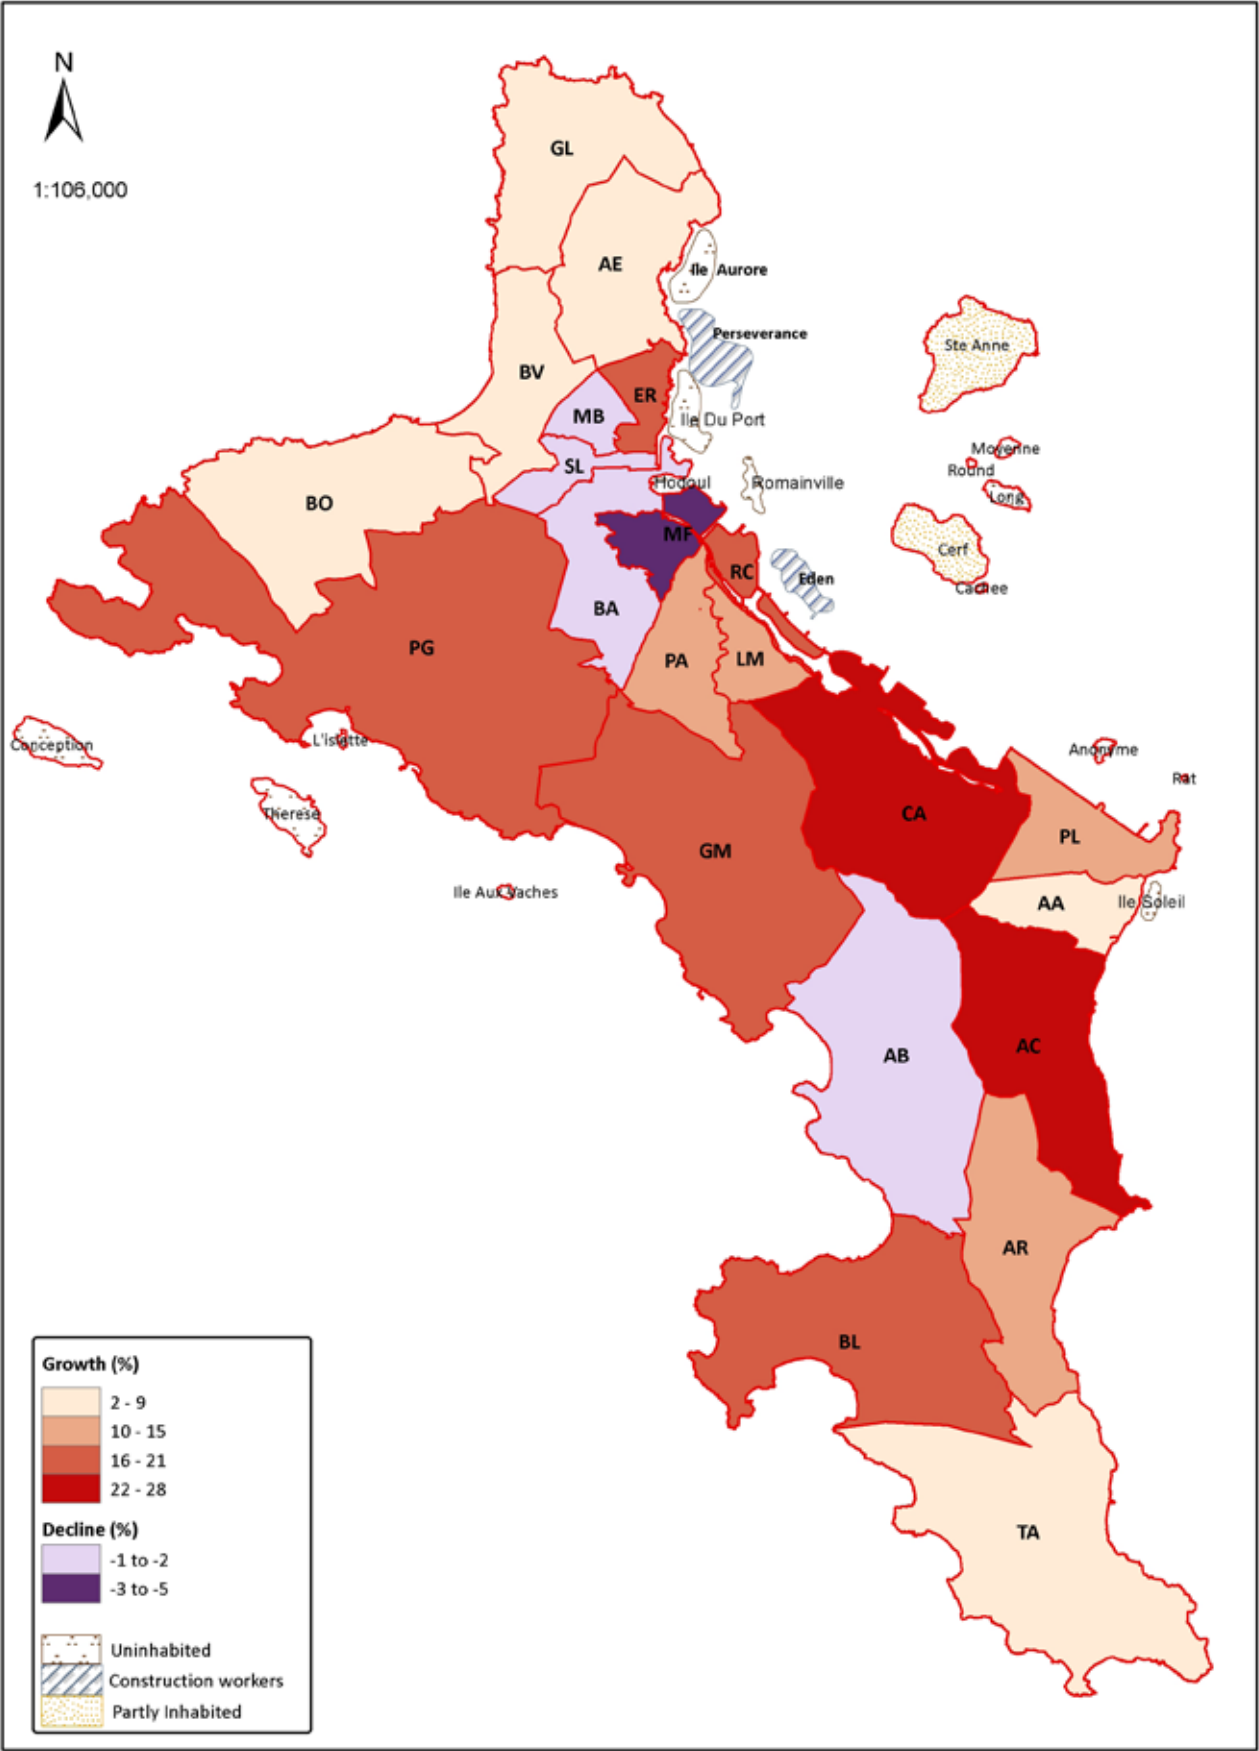 N
1:106,000
GL
AE
Ile Aurore
Perseverance
Ste Anne
BV
ER
MB
Ile Du Port
SL
Moyenne
Round
Hodoul
Romainville
Long
BO
MF
Cerf
RC
Eden
Cachee
BA
PG
PA
LM
Conception
L'islette
Anonyme
Rat
Therese
CA
PL
GM
Ile Aux Vaches
AA
Ile Soleil
AC
AB
AR
BL
TA
Growth (%)
2 - 9
10 - 15
16 - 21
22 - 28
Decline (%)
-1 to -2
-3 to -5
Uninhabited
Construction workers
Partly Inhabited